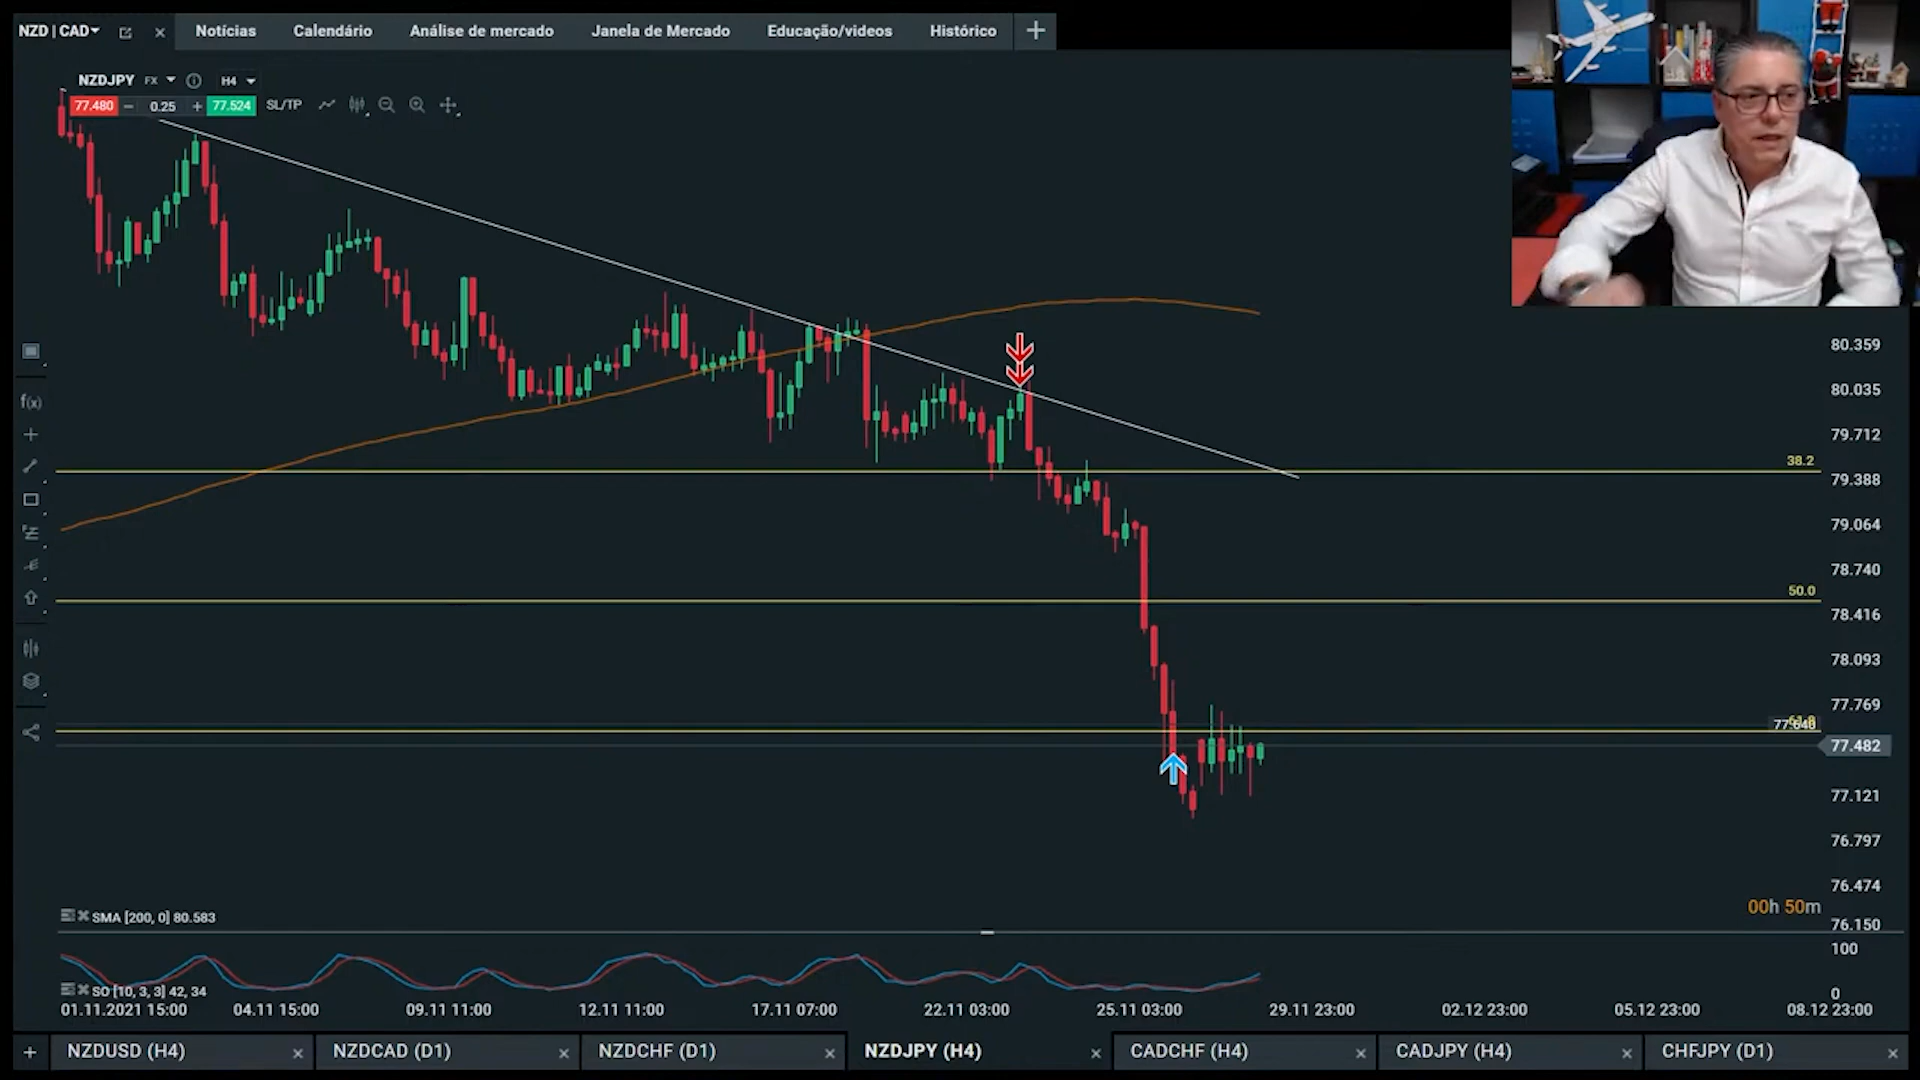 NZD | CAD
Notícias
Calendário
Análise de mercado
Janela de Mercado
Educação/videos
Histórico
NZDJPY FX H4
77.480 − 0.25 + 77.524 SL/TP
80.359
80.035
79.712
38.2
79.388
79.064
78.740
50.0
78.416
78.093
77.769
61.8
77.640
77.482
77.121
76.797
76.474
00h 50m
76.150
SMA [200, 0] 80.583
100
SO [10, 3, 3] 42, 34
0
01.11.2021 15:00
04.11 15:00
09.11 11:00
12.11 11:00
17.11 07:00
22.11 03:00
25.11 03:00
29.11 23:00
02.12 23:00
05.12 23:00
08.12 23:00
f(x)
NZDUSD (H4)
NZDCAD (D1)
NZDCHF (D1)
NZDJPY (H4)
CADCHF (H4)
CADJPY (H4)
CHFJPY (D1)